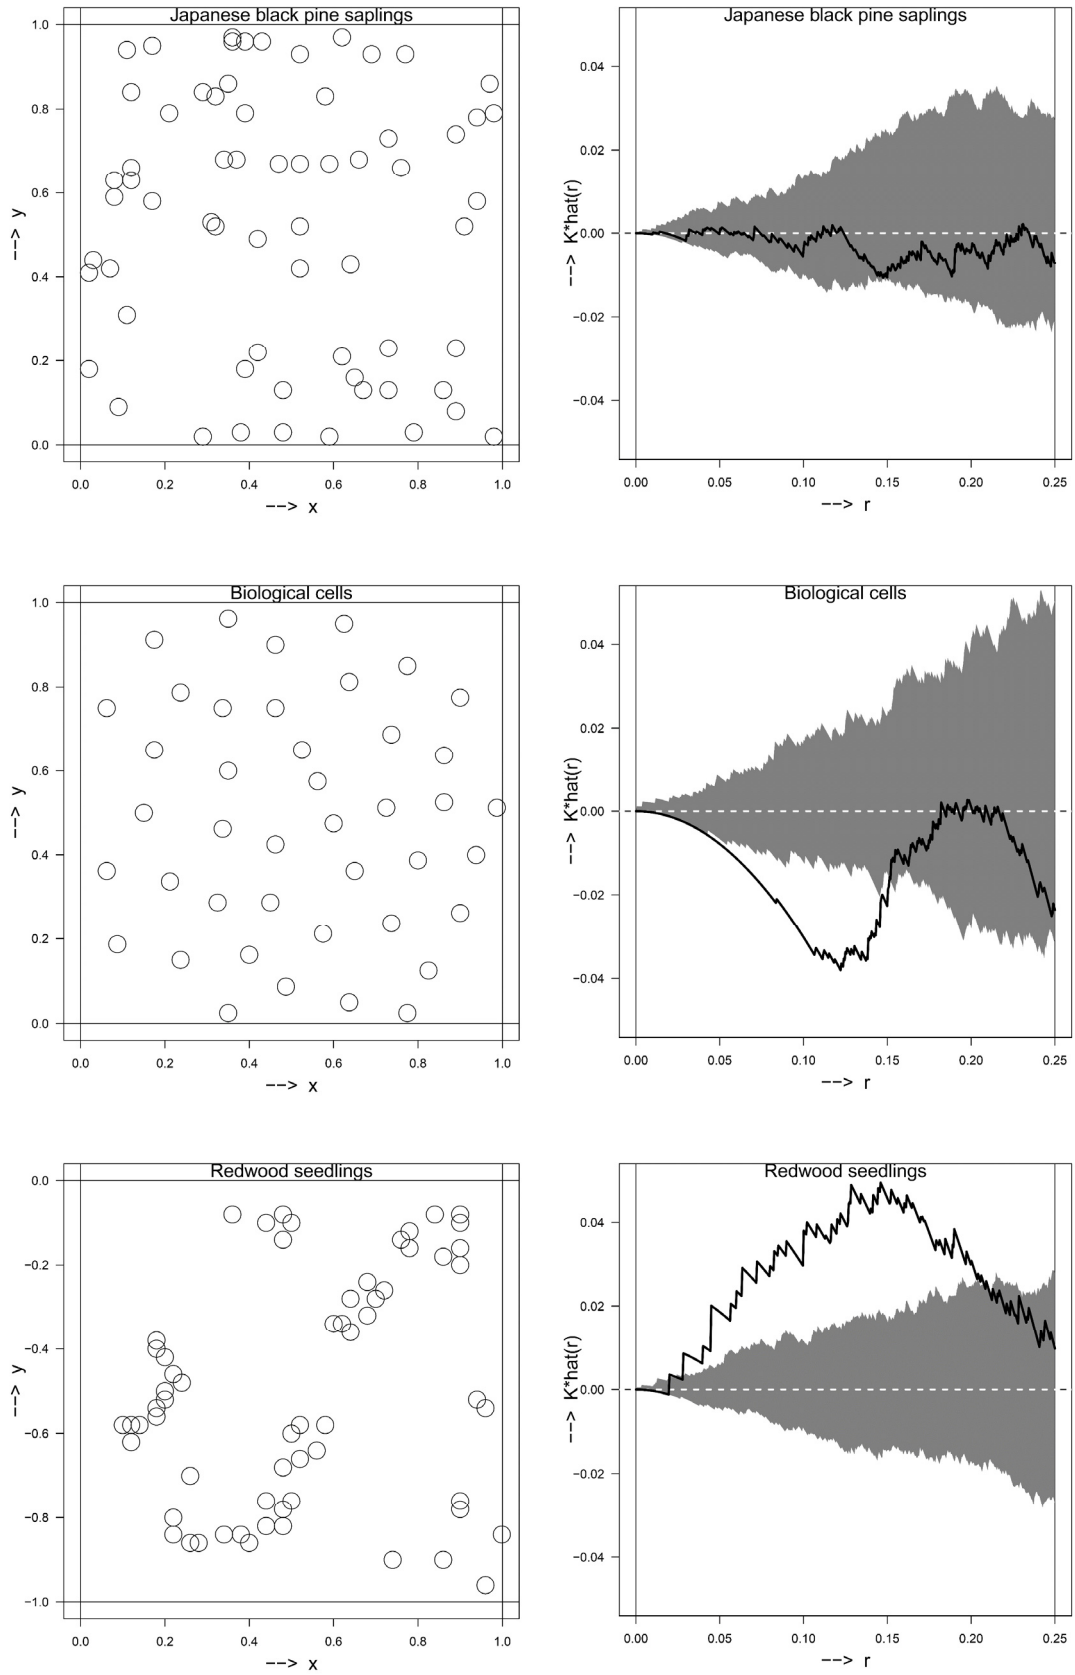 Japanese black pine saplings
1.0
0.8
0.6
0.4
0.2
0.0
−−> y
0.0 0.2 0.4 0.6 0.8 1.0
−−> x
Japanese black pine saplings
0.04
0.02
0.00
−0.02
−0.04
−−> K*hat(r)
0.00 0.05 0.10 0.15 0.20 0.25
−−> r
Biological cells
1.0
0.8
0.6
0.4
0.2
0.0
−−> y
0.0 0.2 0.4 0.6 0.8 1.0
−−> x
Biological cells
0.04
0.02
0.00
−0.02
−0.04
−−> K*hat(r)
0.00 0.05 0.10 0.15 0.20 0.25
−−> r
Redwood seedlings
0.0
−0.2
−0.4
−0.6
−0.8
−1.0
−−> y
0.0 0.2 0.4 0.6 0.8 1.0
−−> x
Redwood seedlings
0.04
0.02
0.00
−0.02
−0.04
−−> K*hat(r)
0.00 0.05 0.10 0.15 0.20 0.25
−−> r